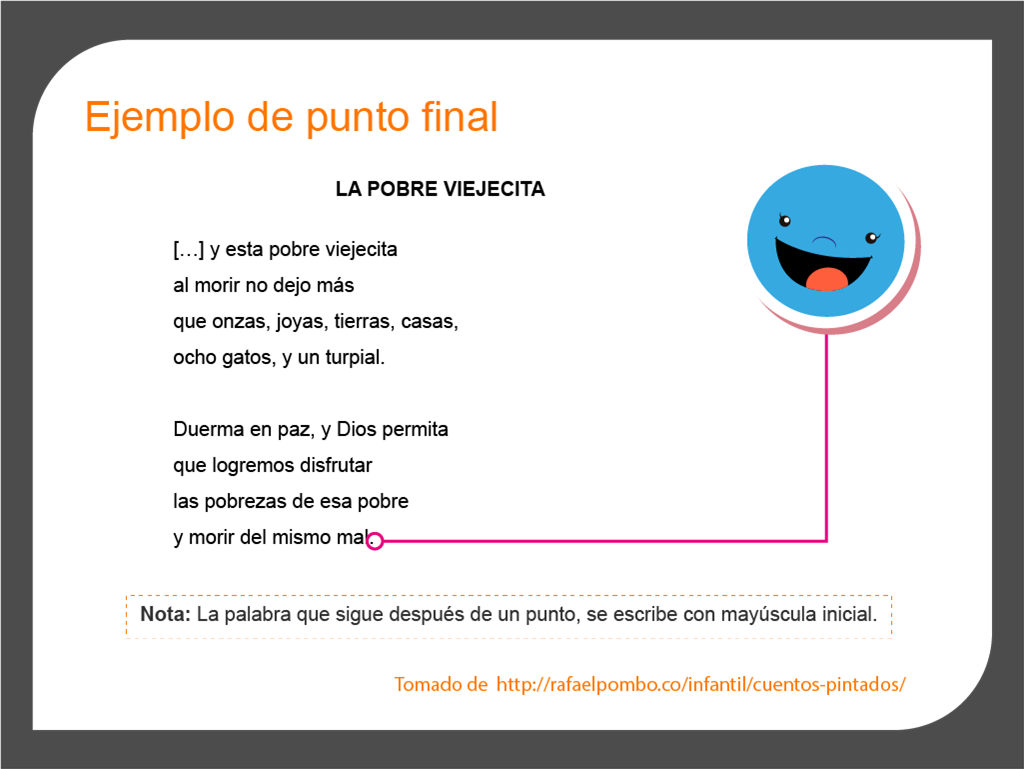 Ejemplo de punto final
LA POBRE VIEJECITA
[…] y esta pobre viejecita
al morir no dejo más
que onzas, joyas, tierras, casas,
ocho gatos, y un turpial.
Duerma en paz, y Dios permita
que logremos disfrutar
las pobrezas de esa pobre
y morir del mismo mal.
Nota: La palabra que sigue después de un punto, se escribe con mayúscula inicial.
Tomado de http://rafaelpombo.co/infantil/cuentos-pintados/